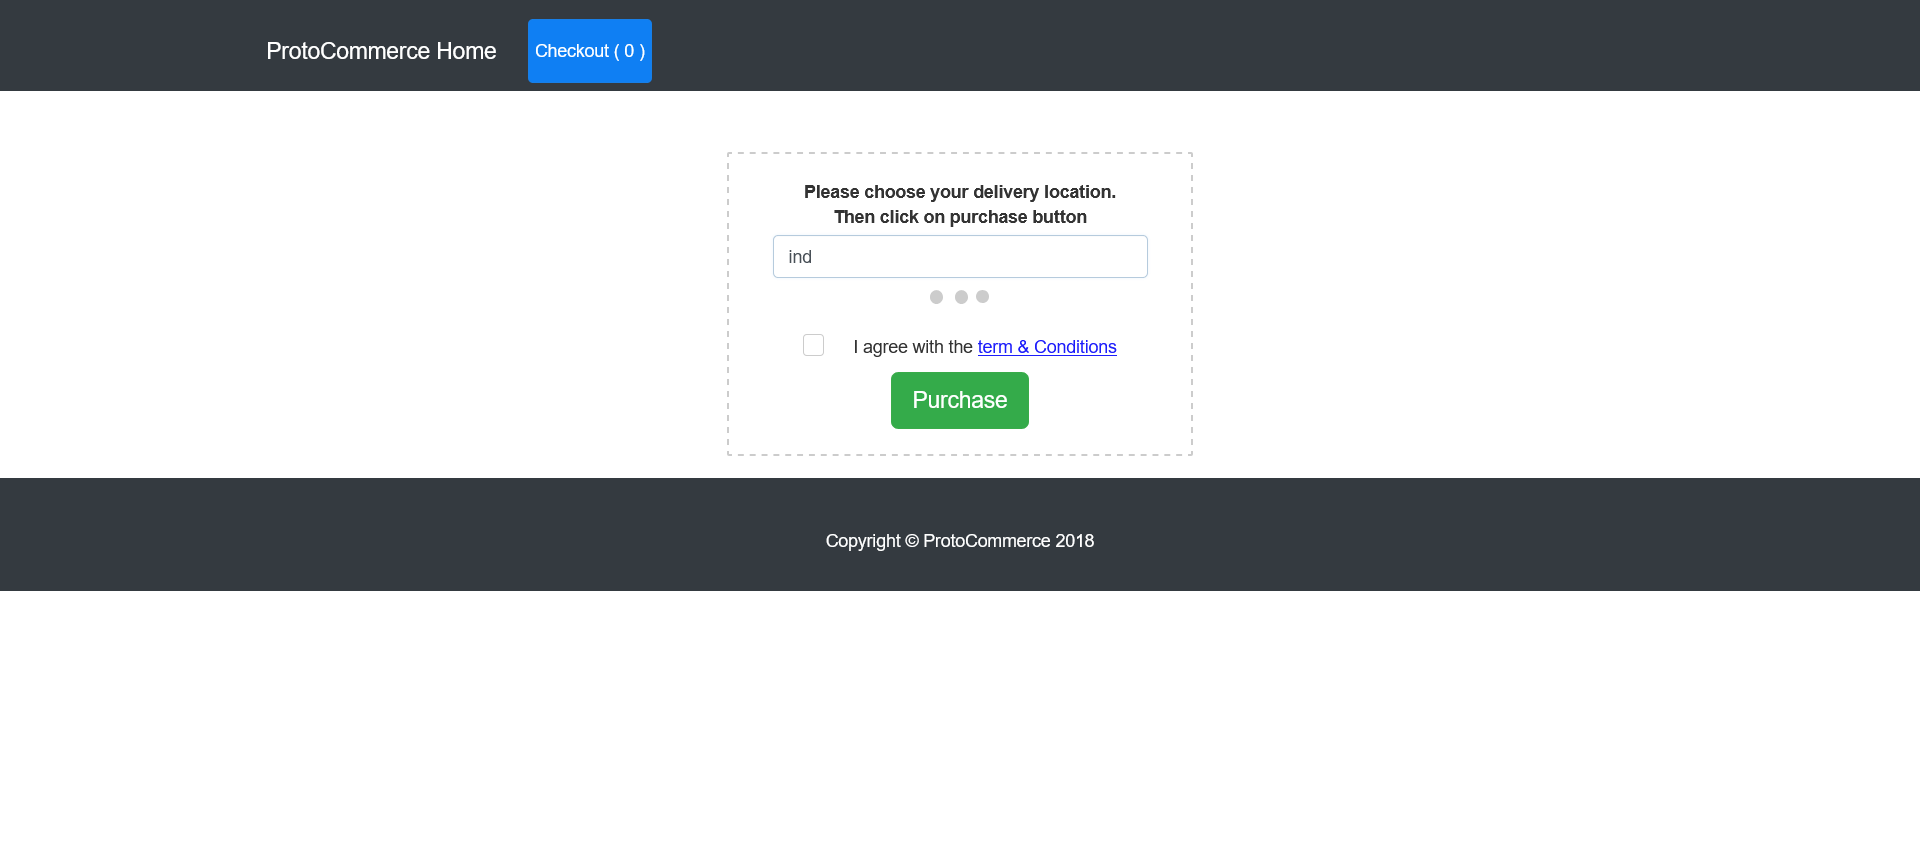 ProtoCommerce Home
Checkout ( 0 )
Please choose your delivery location.
Then click on purchase button
ind
I agree with the term & Conditions
Purchase
Copyright © ProtoCommerce 2018